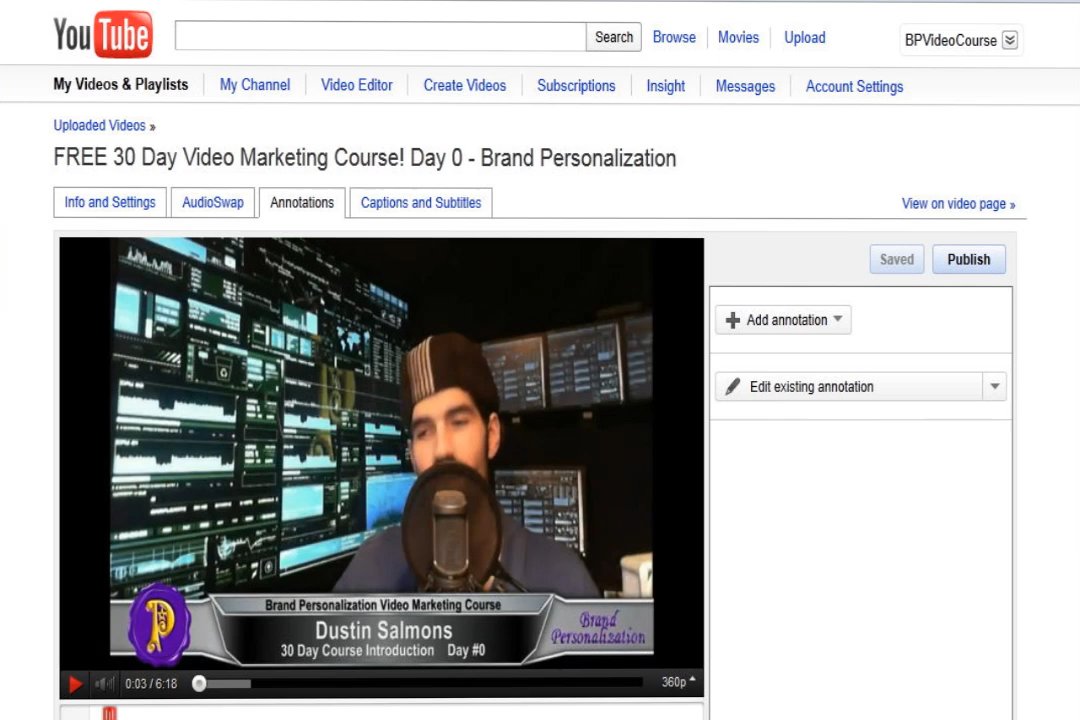 YouTube
Search Browse Movies Upload BPVideoCourse
My Videos & Playlists My Channel Video Editor Create Videos Subscriptions Insight Messages Account Settings
Uploaded Videos »
FREE 30 Day Video Marketing Course! Day 0 - Brand Personalization
Info and Settings AudioSwap Annotations Captions and Subtitles View on video page »
Saved Publish
Add annotation
Edit existing annotation
P
Brand Personalization Video Marketing Course
Dustin Salmons
30 Day Course Introduction Day #0
Brand
Personalization
0:03 / 6:18 360p